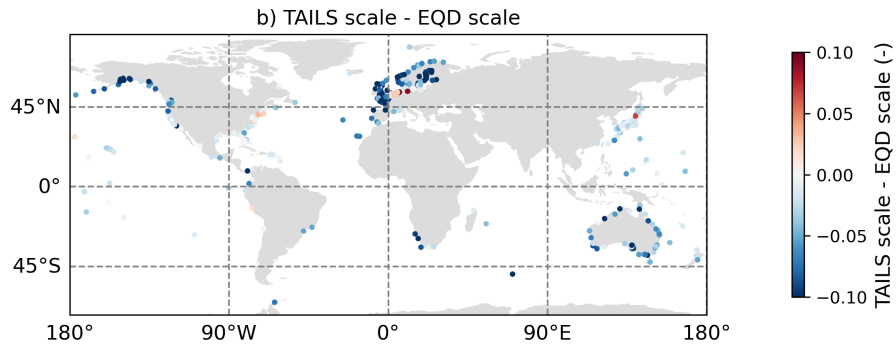 b) TAILS scale - EQD scale
45°N
0°
45°S
180°
90°W
0°
90°E
180°
0.10
0.05
0.00
−0.05
−0.10
TAILS scale - EQD scale (-)